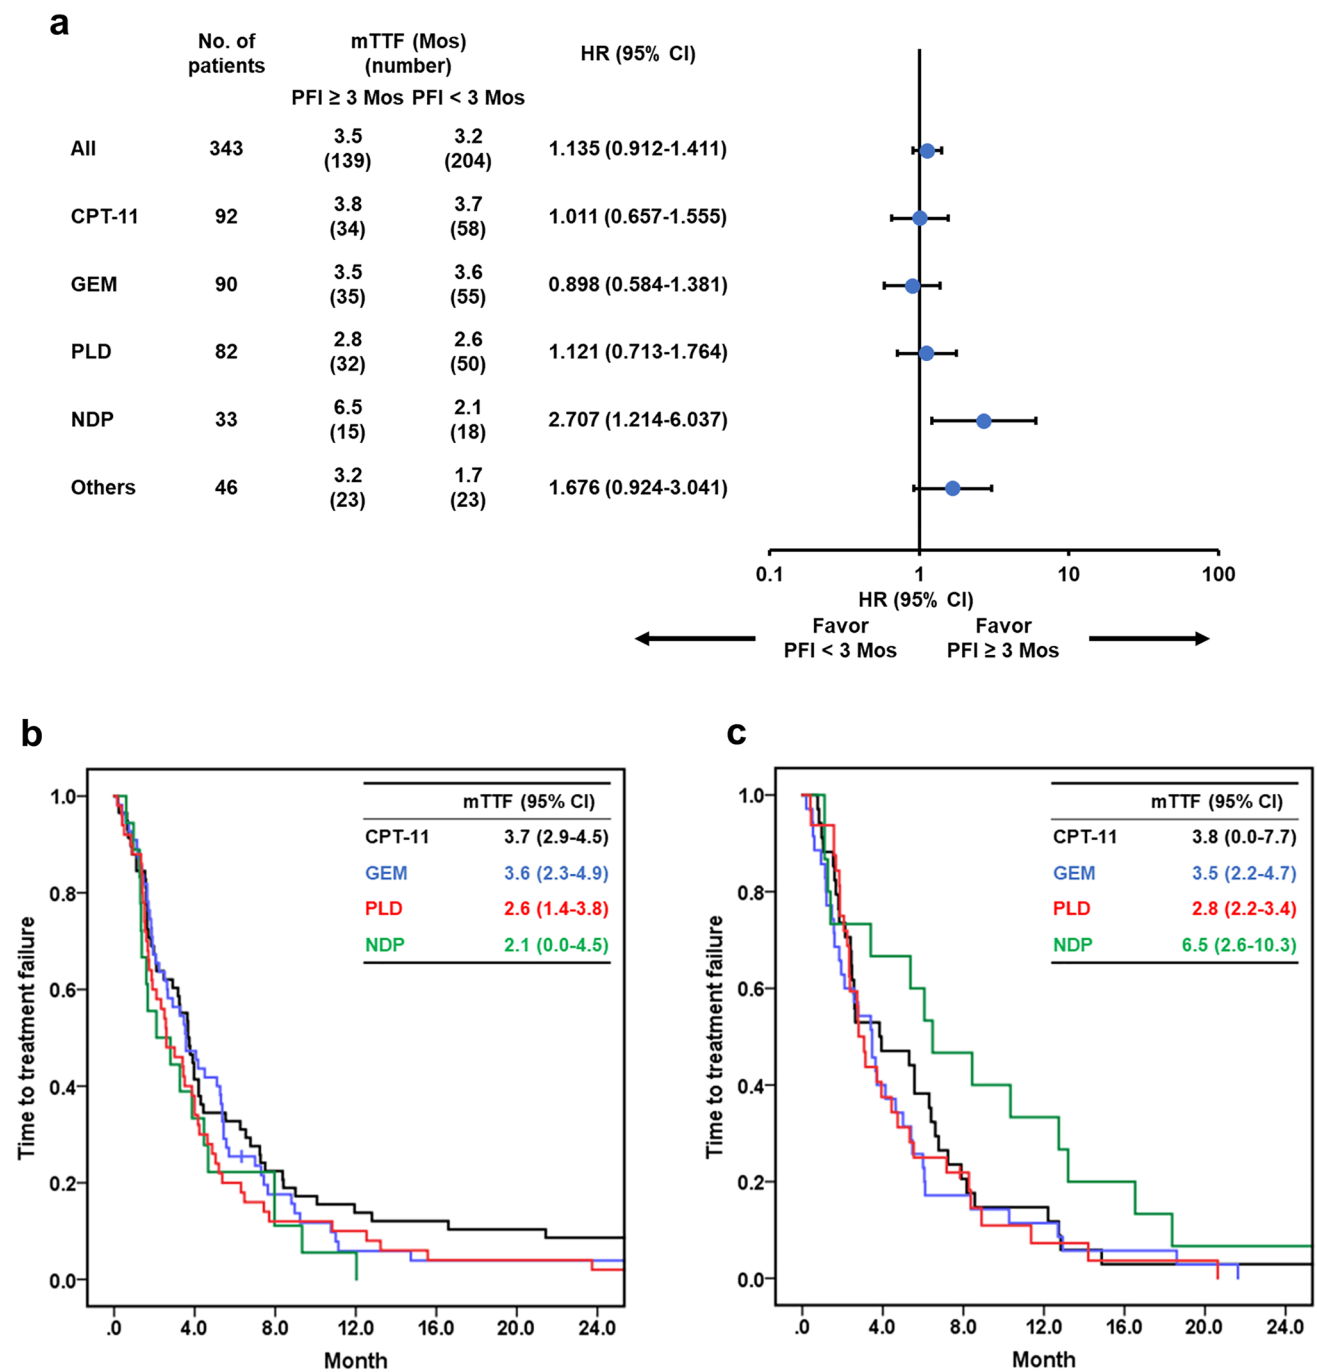 a
No. of patients
mTTF (Mos) (number)
HR (95% CI)
PFI ≥ 3 Mos PFI < 3 Mos
All 343 3.5 (139) 3.2 (204) 1.135 (0.912-1.411)
CPT-11 92 3.8 (34) 3.7 (58) 1.011 (0.657-1.555)
GEM 90 3.5 (35) 3.6 (55) 0.898 (0.584-1.381)
PLD 82 2.8 (32) 2.6 (50) 1.121 (0.713-1.764)
NDP 33 6.5 (15) 2.1 (18) 2.707 (1.214-6.037)
Others 46 3.2 (23) 1.7 (23) 1.676 (0.924-3.041)
0.1 1 10 100
HR (95% CI)
Favor PFI < 3 Mos
Favor PFI ≥ 3 Mos
b
mTTF (95% CI)
CPT-11 3.7 (2.9-4.5)
GEM 3.6 (2.3-4.9)
PLD 2.6 (1.4-3.8)
NDP 2.1 (0.0-4.5)
Time to treatment failure
1.0
0.8
0.6
0.4
0.2
0.0
.0 4.0 8.0 12.0 16.0 20.0 24.0
Month
c
mTTF (95% CI)
CPT-11 3.8 (0.0-7.7)
GEM 3.5 (2.2-4.7)
PLD 2.8 (2.2-3.4)
NDP 6.5 (2.6-10.3)
Time to treatment failure
1.0
0.8
0.6
0.4
0.2
0.0
.0 4.0 8.0 12.0 16.0 20.0 24.0
Month